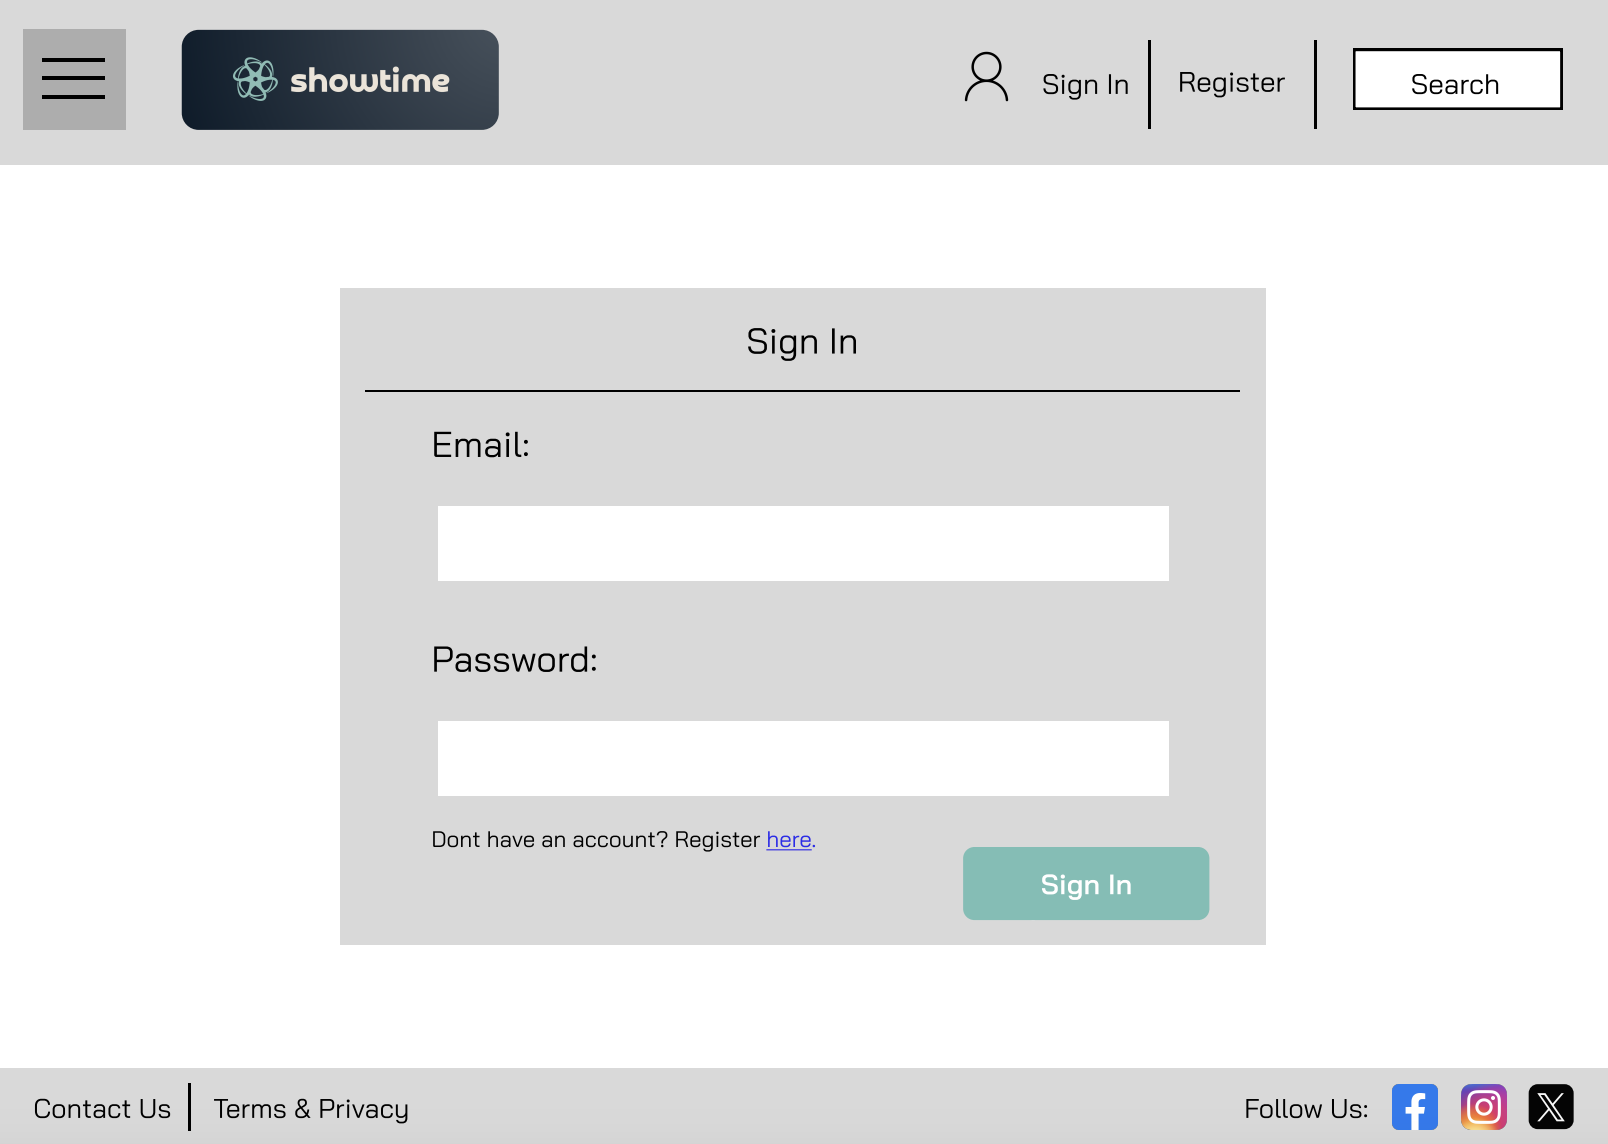 showtime
Sign In
Register
Search
Sign In
Email:
Password:
Dont have an account? Register here.
Sign In
Contact Us
Terms & Privacy
Follow Us: